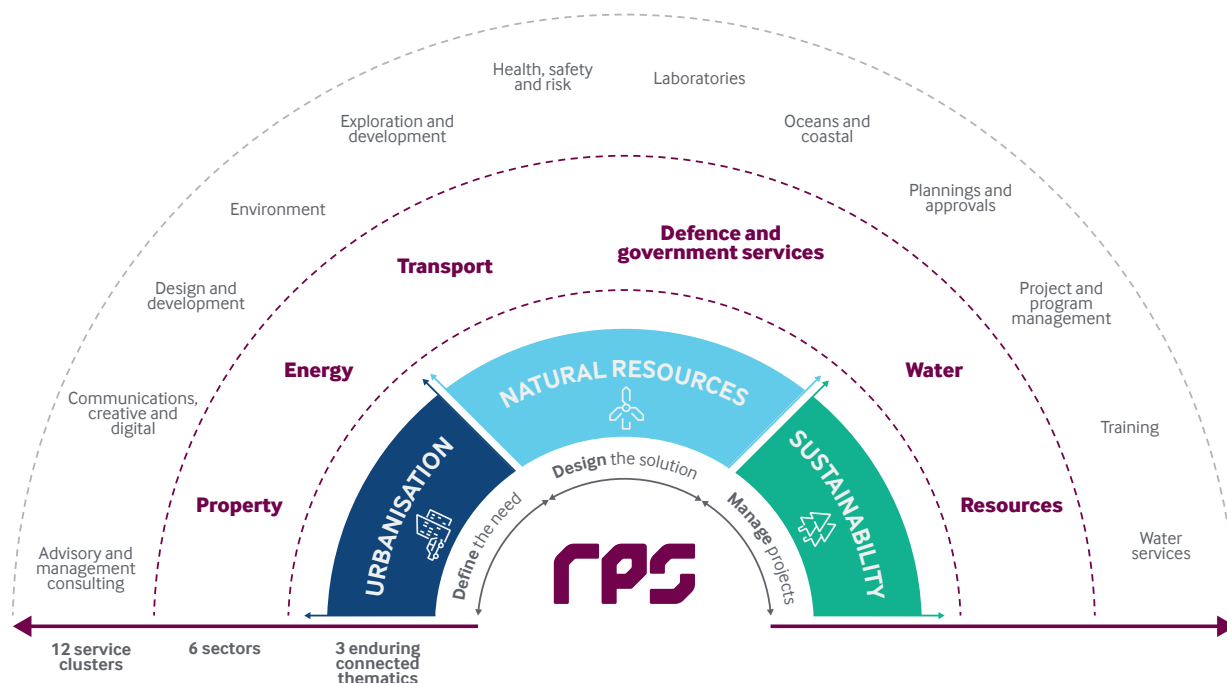 Health, safety
and risk
Laboratories
Exploration and
development
Oceans and
coastal
Environment
Plannings and
approvals
Design and
development
Project and
program
management
Communications,
creative and
digital
Training
Advisory and
management
consulting
Water
services
Transport
Defence and
government services
Energy
Water
Property
Resources
URBANISATION
NATURAL RESOURCES
SUSTAINABILITY
Define the need
Design the solution
Manage projects
rps
12 service
clusters
6 sectors
3 enduring
connected
thematics